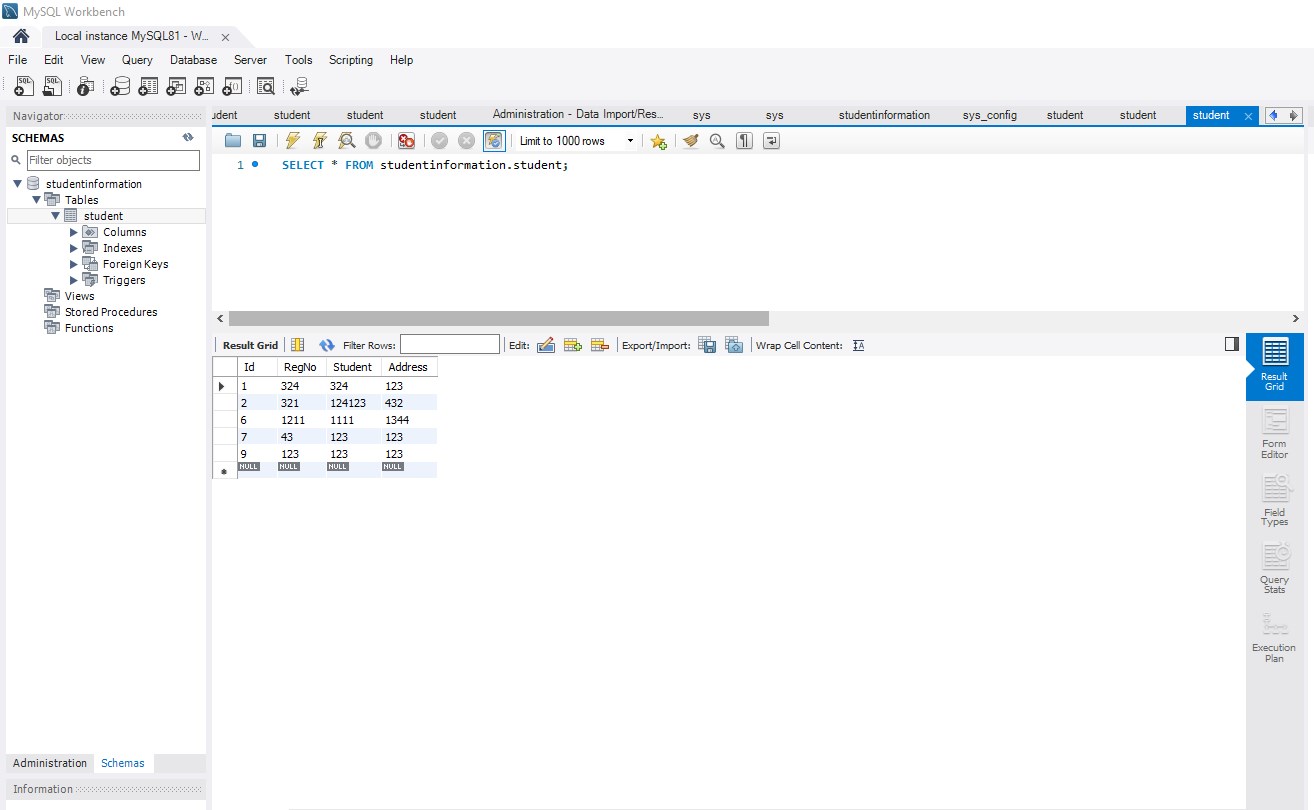 MySQL Workbench
Local instance MySQL81 - W...
File Edit View Query Database Server Tools Scripting Help
SQL SQL
Navigator
udent student student student Administration - Data Import/Res... sys sys studentinformation sys_config student student student
SCHEMAS
Limit to 1000 rows
Filter objects
1 SELECT * FROM studentinformation.student;
studentinformation
Tables
student
Columns
Indexes
Foreign Keys
Triggers
Views
Stored Procedures
Functions
Result Grid Filter Rows: Edit: Export/Import: Wrap Cell Content:
Id RegNo Student Address
1 324 324 123
2 321 124123 432
6 1211 1111 1344
7 43 123 123
9 123 123 123
NULL NULL NULL NULL
Result
Grid
Form
Editor
Field
Types
Query
Stats
Execution
Plan
Administration Schemas
Information